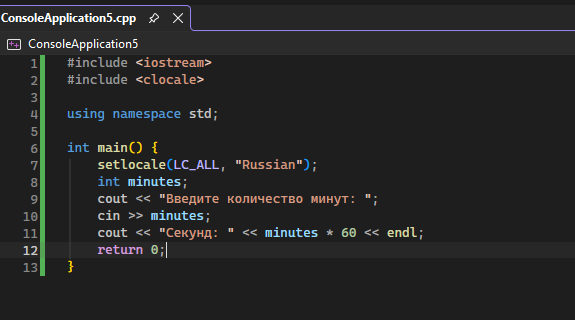 ConsoleApplication5.cpp
ConsoleApplication5
1 #include <iostream>
2 #include <clocale>
3
4 using namespace std;
5
6 int main() {
7 setlocale(LC_ALL, "Russian");
8 int minutes;
9 cout << "Введите количество минут: ";
10 cin >> minutes;
11 cout << "Секунд: " << minutes * 60 << endl;
12 return 0;
13 }